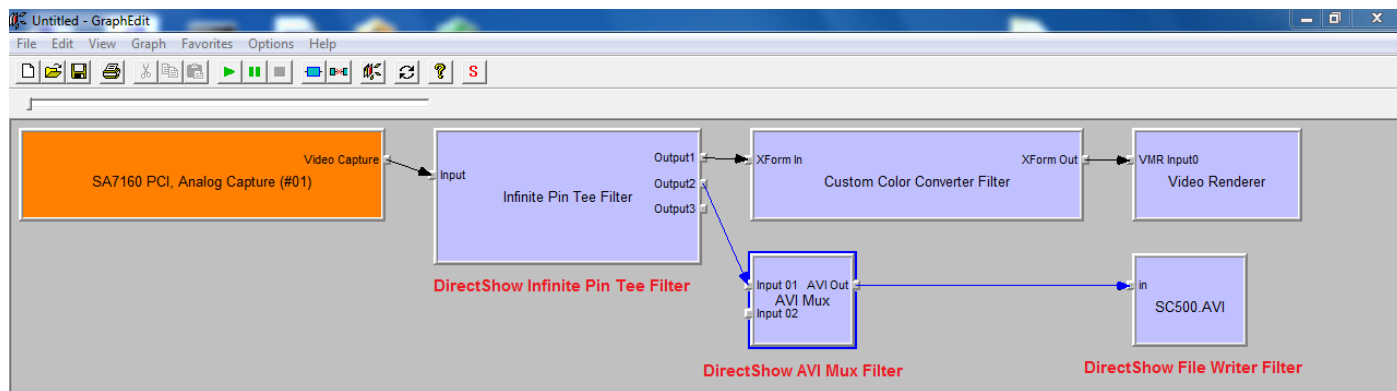 Untitled - GraphEdit
File Edit View Graph Favorites Options Help
S
Video Capture
SA7160 PCI, Analog Capture (#01)
Input
Infinite Pin Tee Filter
Output1
Output2
Output3
XForm In
XForm Out
Custom Color Converter Filter
VMR Input0
Video Renderer
DirectShow Infinite Pin Tee Filter
Input 01 AVI Out
AVI Mux
Input 02
in
SC500.AVI
DirectShow AVI Mux Filter
DirectShow File Writer Filter